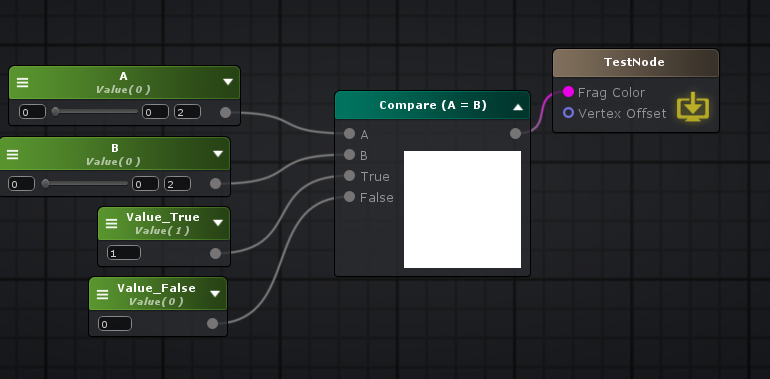 A
Value( 0 )
0 0 2
B
Value( 0 )
0 0 2
Value_True
Value( 1 )
1
Value_False
Value( 0 )
0
Compare (A = B)
A
B
True
False
TestNode
Frag Color
Vertex Offset